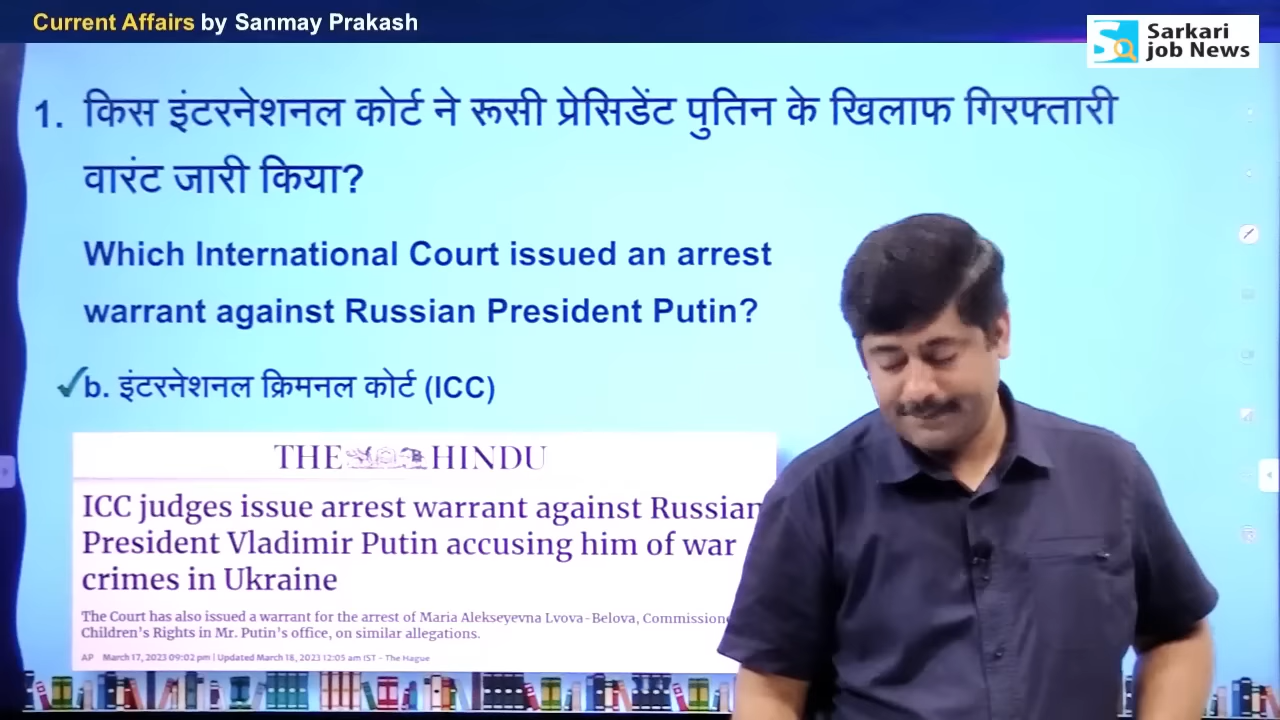 Current Affairs by Sanmay Prakash
Sarkari
job News
1. किस इंटरनेशनल कोर्ट ने रूसी प्रेसिडेंट पुतिन के खिलाफ गिरफ्तारी
वारंट जारी किया?
Which International Court issued an arrest
warrant against Russian President Putin?
b. इंटरनेशनल क्रिमनल कोर्ट (ICC)
THE HINDU
ICC judges issue arrest warrant against Russian
President Vladimir Putin accusing him of war
crimes in Ukraine
The Court has also issued a warrant for the arrest of Maria Alekseyevna Lvova-Belova,
Children's Rights in Mr. Putin's office, on similar allegations.
AP March 17, 2023 09:02 pm | Updated March 18, 2023 12:05 am IST - The Hague